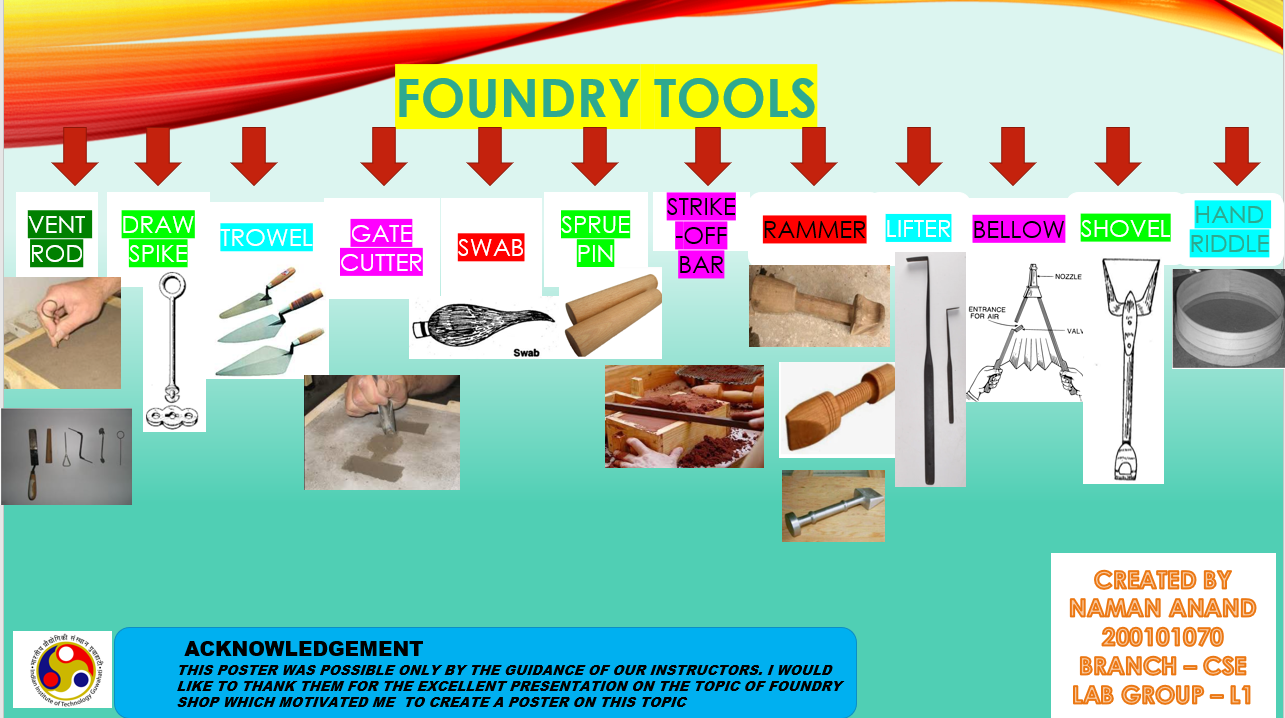 FOUNDRY TOOLS
VENT
ROD
DRAW
SPIKE
TROWEL
GATE
CUTTER
SWAB
SPRUE
PIN
STRIKE
-OFF
BAR
RAMMER
LIFTER
BELLOW
SHOVEL
HAND
RIDDLE
Swab
NOZZLE
ENTRANCE
FOR AIR
VALV
CREATED BY
NAMAN ANAND
200101070
BRANCH – CSE
LAB GROUP – L1
ACKNOWLEDGEMENT
THIS POSTER WAS POSSIBLE ONLY BY THE GUIDANCE OF OUR INSTRUCTORS. I WOULD
LIKE TO THANK THEM FOR THE EXCELLENT PRESENTATION ON THE TOPIC OF FOUNDRY
SHOP WHICH MOTIVATED ME TO CREATE A POSTER ON THIS TOPIC
भारतीय प्रौद्योगिकी संस्थान गुवाहाटी
Indian Institute of Technology Guwahati